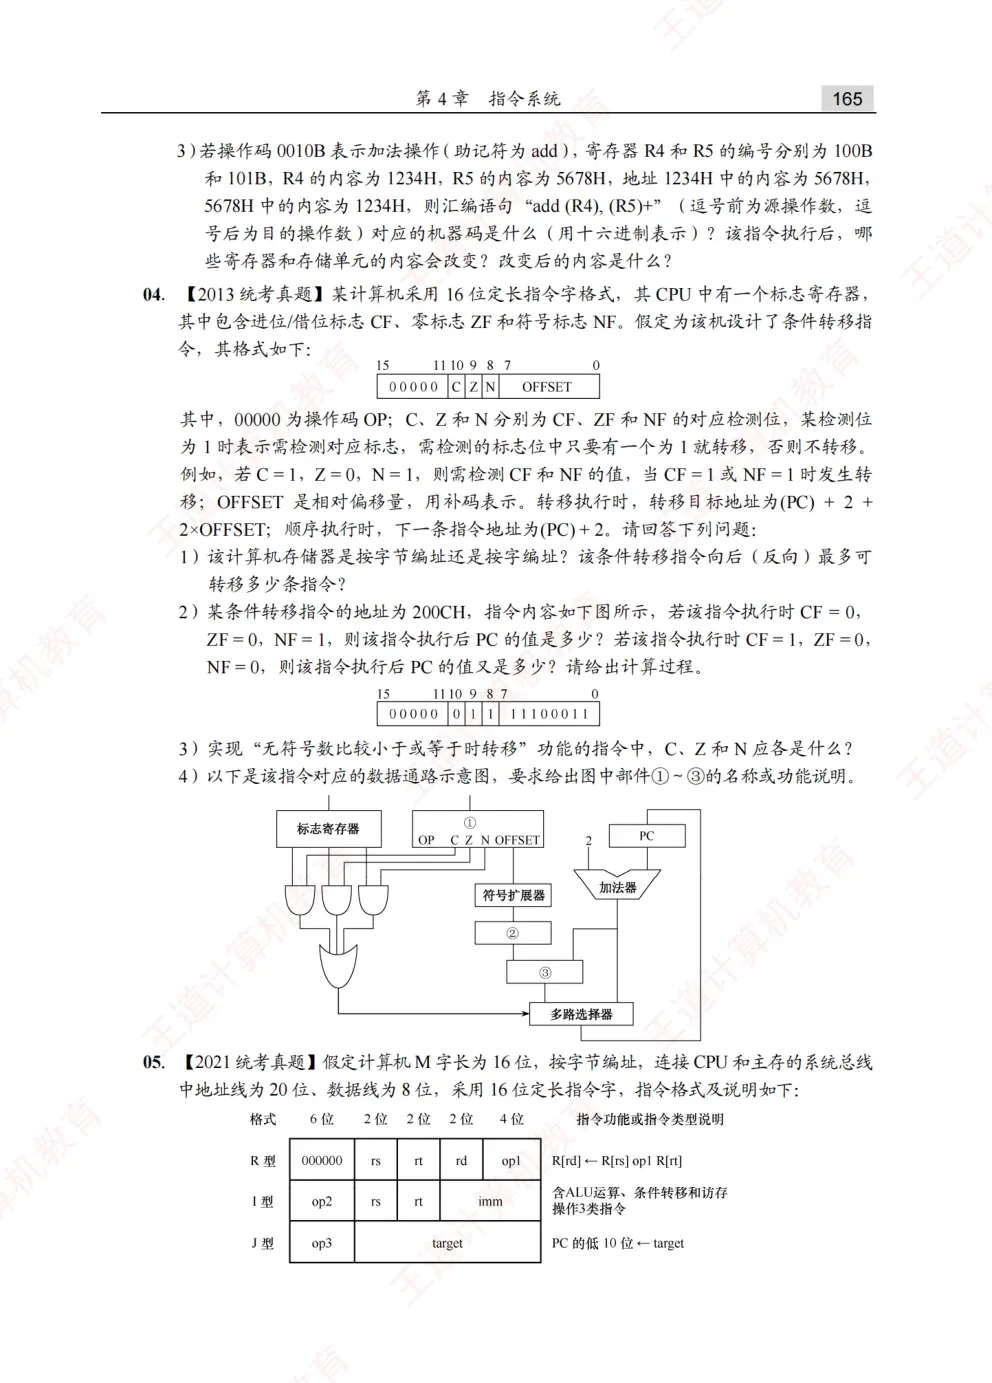 第 4 章　指令系统
165
3）若操作码 0010B 表示加法操作（助记符为 add），寄存器 R4 和 R5 的编号分别为 100B
和 101B，R4 的内容为 1234H，R5 的内容为 5678H，地址 1234H 中的内容为 5678H，
5678H 中的内容为 1234H，则汇编语句“add (R4), (R5)+”（逗号前为源操作数，逗
号后为目的操作数）对应的机器码是什么（用十六进制表示）？该指令执行后，哪
些寄存器和存储单元的内容会改变？改变后的内容是什么？
04. 【2013 统考真题】某计算机采用 16 位定长指令字格式，其 CPU 中有一个标志寄存器，
其中包含进位/借位标志 CF、零标志 ZF 和符号标志 NF。假定为该机设计了条件转移指
令，其格式如下：
15 11 10 9 8 7 0
0 0 0 0 0 C Z N OFFSET
其中，00000 为操作码 OP；C、Z 和 N 分别为 CF、ZF 和 NF 的对应检测位，某检测位
为 1 时表示需检测对应标志，需检测的标志位中只要有一个为 1 就转移，否则不转移。
例如，若 C = 1，Z = 0，N = 1，则需检测 CF 和 NF 的值，当 CF = 1 或 NF = 1 时发生转
移；OFFSET 是相对偏移量，用补码表示。转移执行时，转移目标地址为(PC) + 2 +
2×OFFSET；顺序执行时，下一条指令地址为(PC) + 2。请回答下列问题：
1）该计算机存储器是按字节编址还是按字编址？该条件转移指令向后（反向）最多可
转移多少条指令？
2）某条件转移指令的地址为 200CH，指令内容如下图所示，若该指令执行时 CF = 0，
ZF = 0，NF = 1，则该指令执行后 PC 的值是多少？若该指令执行时 CF = 1，ZF = 0，
NF = 0，则该指令执行后 PC 的值又是多少？请给出计算过程。
15 11 10 9 8 7 0
0 0 0 0 0 0 1 1 1 1 1 0 0 0 1 1
3）实现“无符号数比较小于或等于时转移”功能的指令中，C、Z 和 N 应各是什么？
4）以下是该指令对应的数据通路示意图，要求给出图中部件①～③的名称或功能说明。
标志寄存器
①
OP C Z N OFFSET
2
PC
符号扩展器
加法器
②
③
多路选择器
05. 【2021 统考真题】假定计算机 M 字长为 16 位，按字节编址，连接 CPU 和主存的系统总线
中地址线为 20 位、数据线为 8 位，采用 16 位定长指令字，指令格式及说明如下：
格式 6 位 2 位 2 位 2 位 4 位 指令功能或指令类型说明
R 型 000000 rs rt rd op1 R[rd] ← R[rs] op1 R[rt]
I 型 op2 rs rt imm 含ALU运算、条件转移和访存
操作3类指令
J 型 op3 target PC 的低 10 位 ← target
王道计算机教育